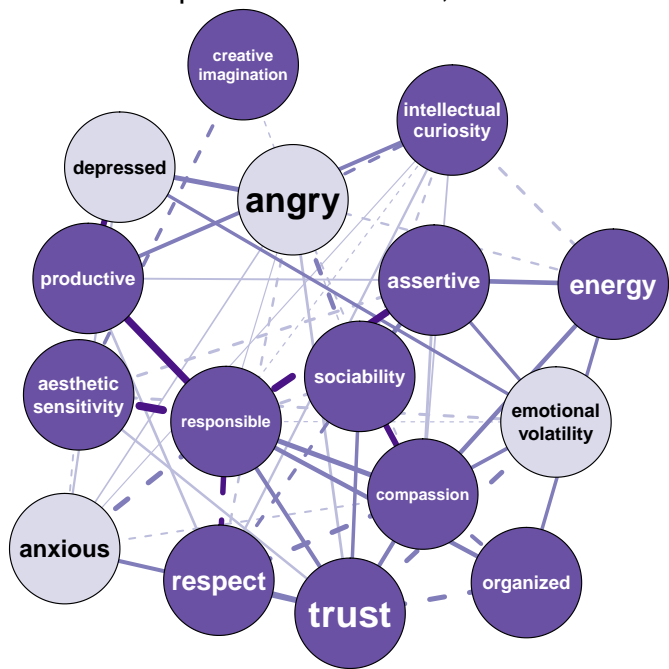 creative
imagination
intellectual
curiosity
depressed
angry
productive
assertive
energy
aesthetic
sensitivity
sociability
responsible
emotional
volatility
compassion
anxious
respect
organized
trust